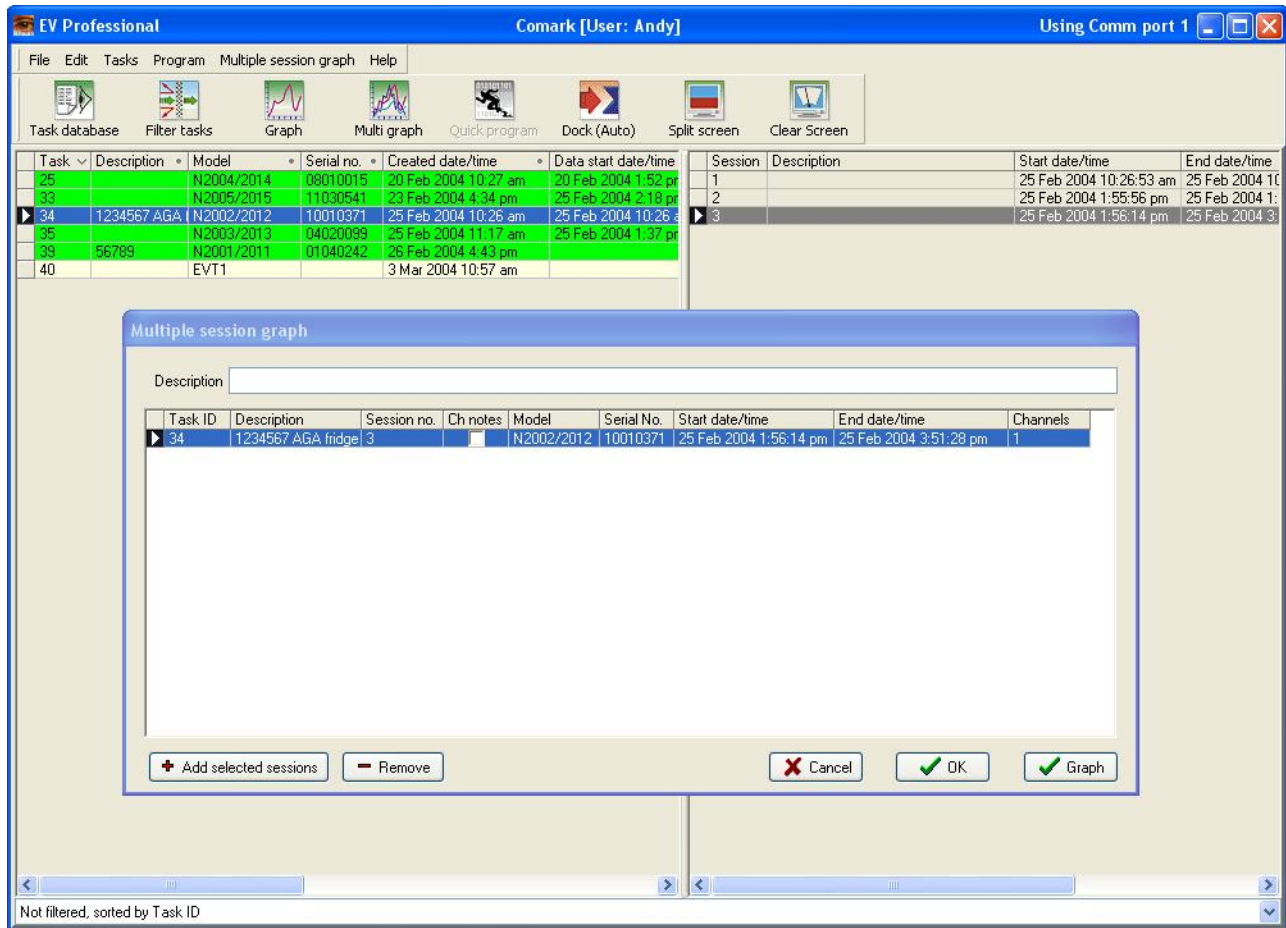 EV Professional Comark [User: Andy] Using Comm port 1
File Edit Tasks Program Multiple session graph Help
Task database Filter tasks Graph Multi graph Quick program Dock (Auto) Split screen Clear Screen
Task Description Model Serial no. Created date/time Data start date/time
25 N2004/2014 08010015 20 Feb 2004 10:27 am 20 Feb 2004 1:52 pr
33 N2005/2015 11030541 23 Feb 2004 4:34 pm 25 Feb 2004 2:18 pr
34 1234567 AGA N2002/2012 10010371 25 Feb 2004 10:26 am 25 Feb 2004 10:26
35 N2003/2013 04020099 25 Feb 2004 11:17 am 25 Feb 2004 1:37 pr
39 56789 N2001/2011 01040242 26 Feb 2004 4:43 pm
40 EVT1 3 Mar 2004 10:57 am
Session Description Start date/time End date/time
1 25 Feb 2004 10:26:53 am 25 Feb 2004 10
2 25 Feb 2004 1:55:56 pm 25 Feb 2004 1:
3 25 Feb 2004 1:56:14 pm 25 Feb 2004 3:
Multiple session graph
Description
Task ID Description Session no. Ch notes Model Serial No. Start date/time End date/time Channels
34 1234567 AGA fridge 3 N2002/2012 10010371 25 Feb 2004 1:56:14 pm 25 Feb 2004 3:51:28 pm 1
Add selected sessions Remove Cancel OK Graph
Not filtered, sorted by Task ID